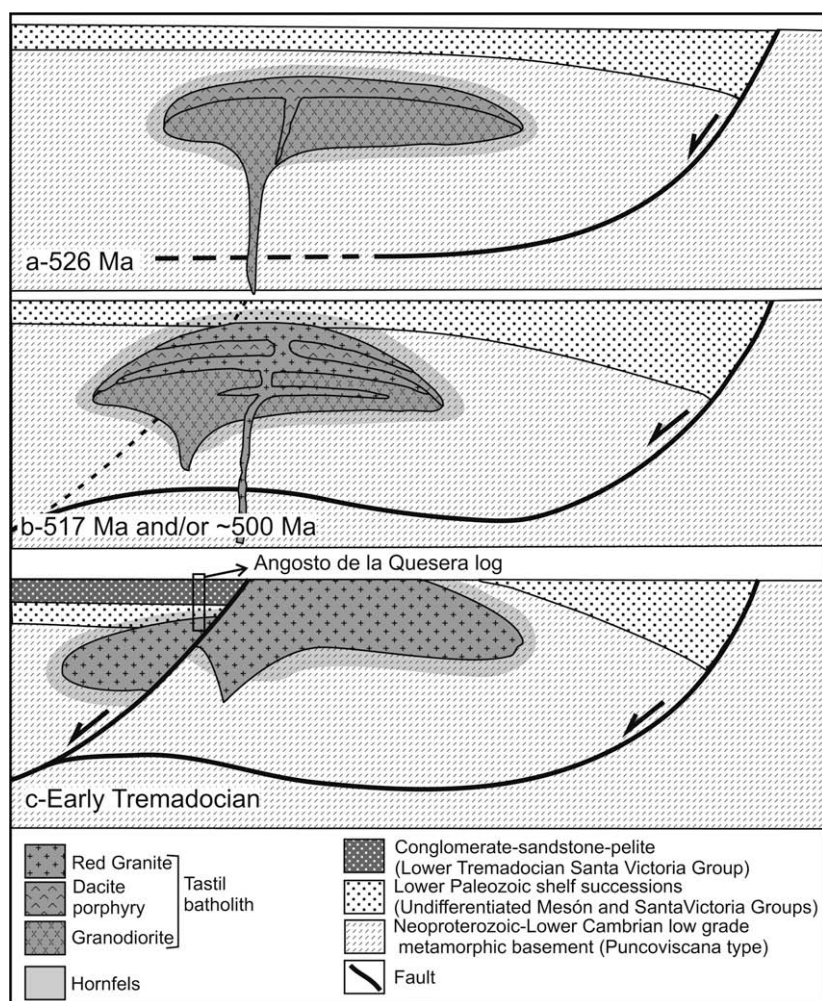 a-526 Ma
b-517 Ma and/or ~500 Ma
Angosto de la Quesera log
c-Early Tremadocian
Red Granite
Dacite
porphyry
Granodiorite
Tastil
batholith
Hornfels
Conglomerate-sandstone-pelite
(Lower Tremadocian Santa Victoria Group)
Lower Paleozoic shelf successions
(Undifferentiated Mesón and SantaVictoria Groups)
Neoproterozoic-Lower Cambrian low grade
metamorphic basement (Puncoviscana type)
Fault